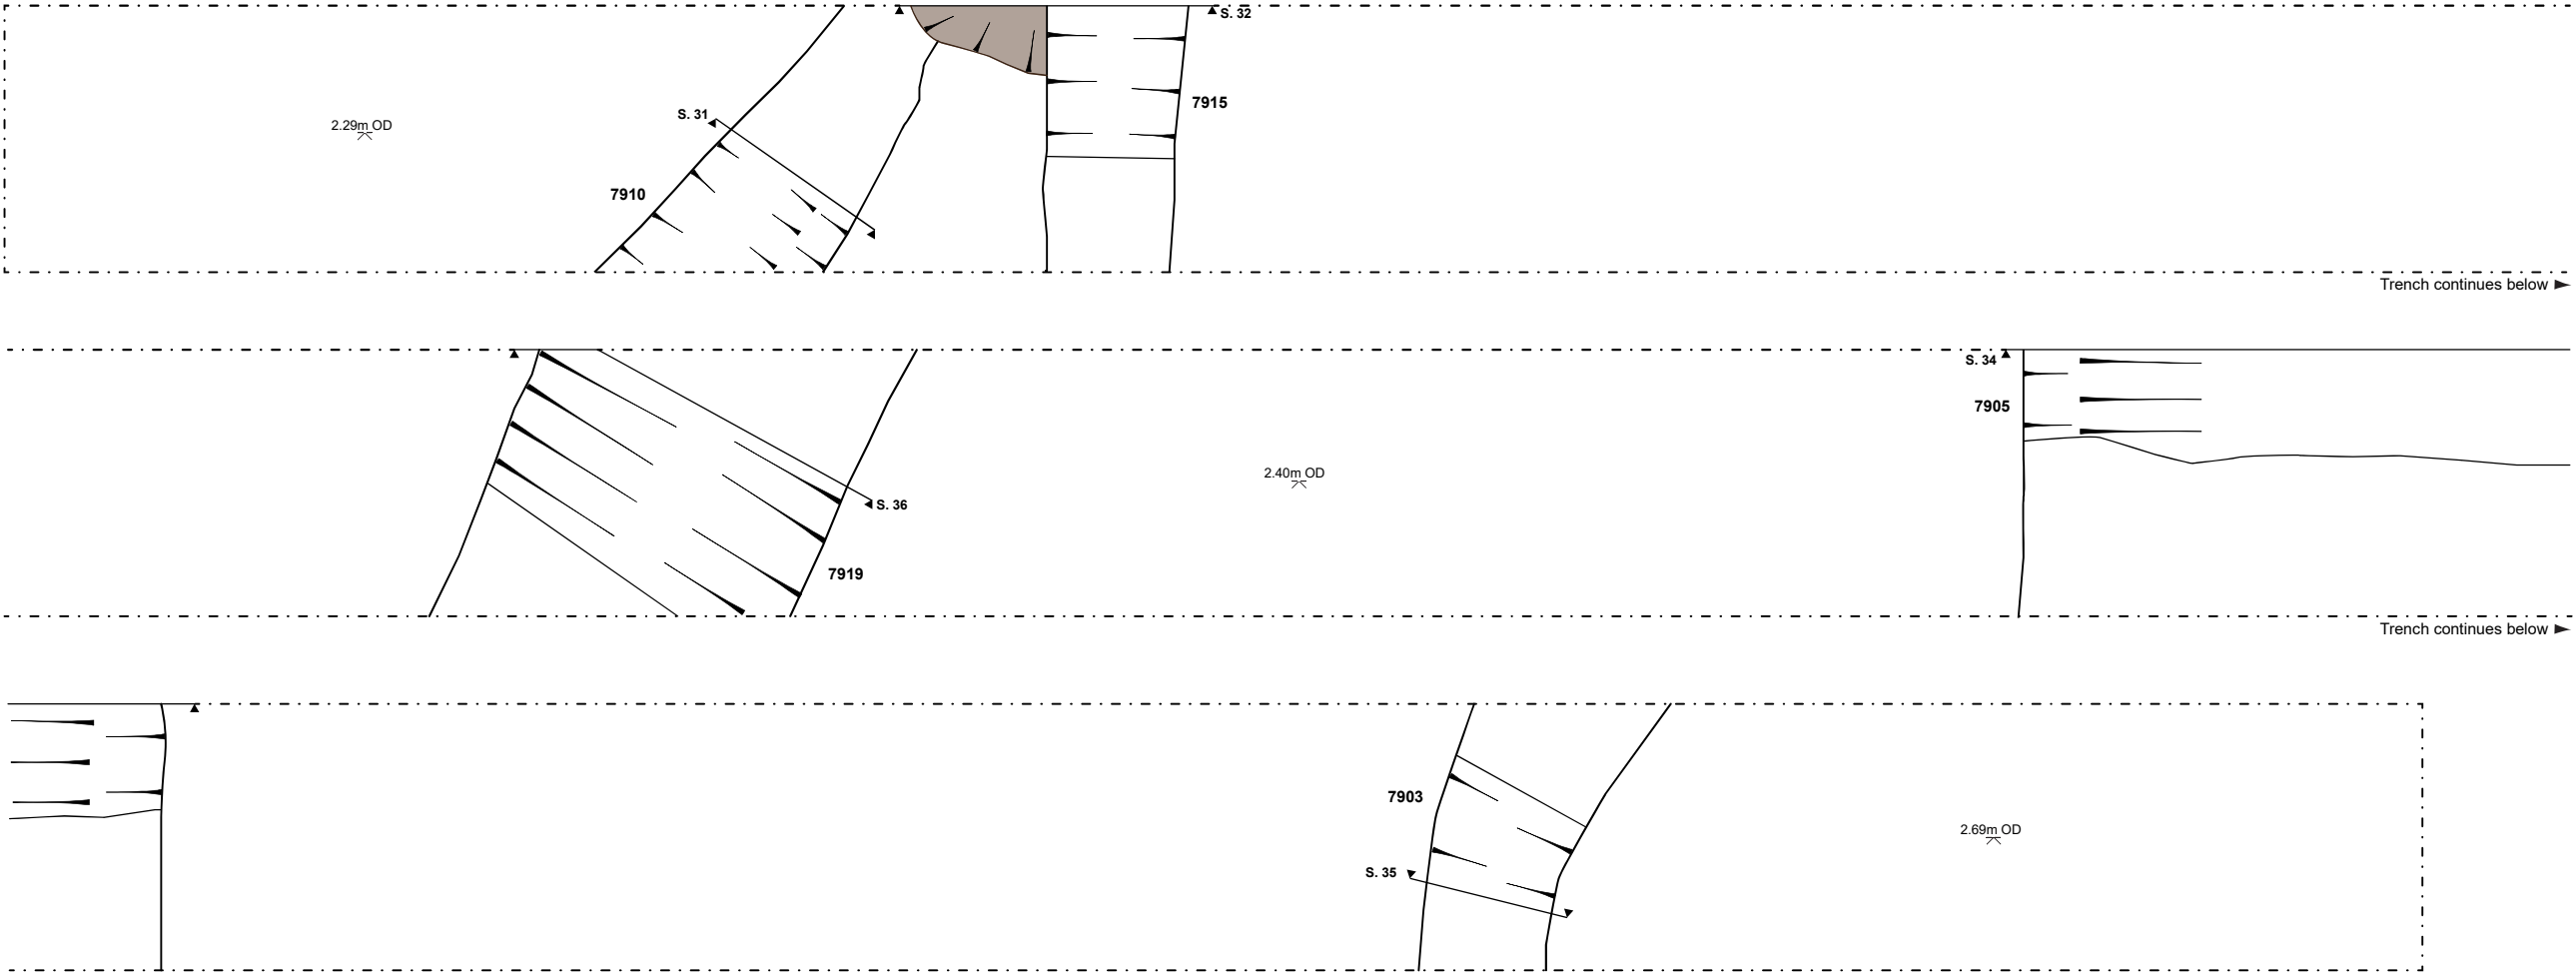 S. 32
7915
S. 31
2.29m OD
7910
Trench continues below
S. 34
7905
2.40m OD
S. 36
7919
Trench continues below
7903
2.69m OD
S. 35